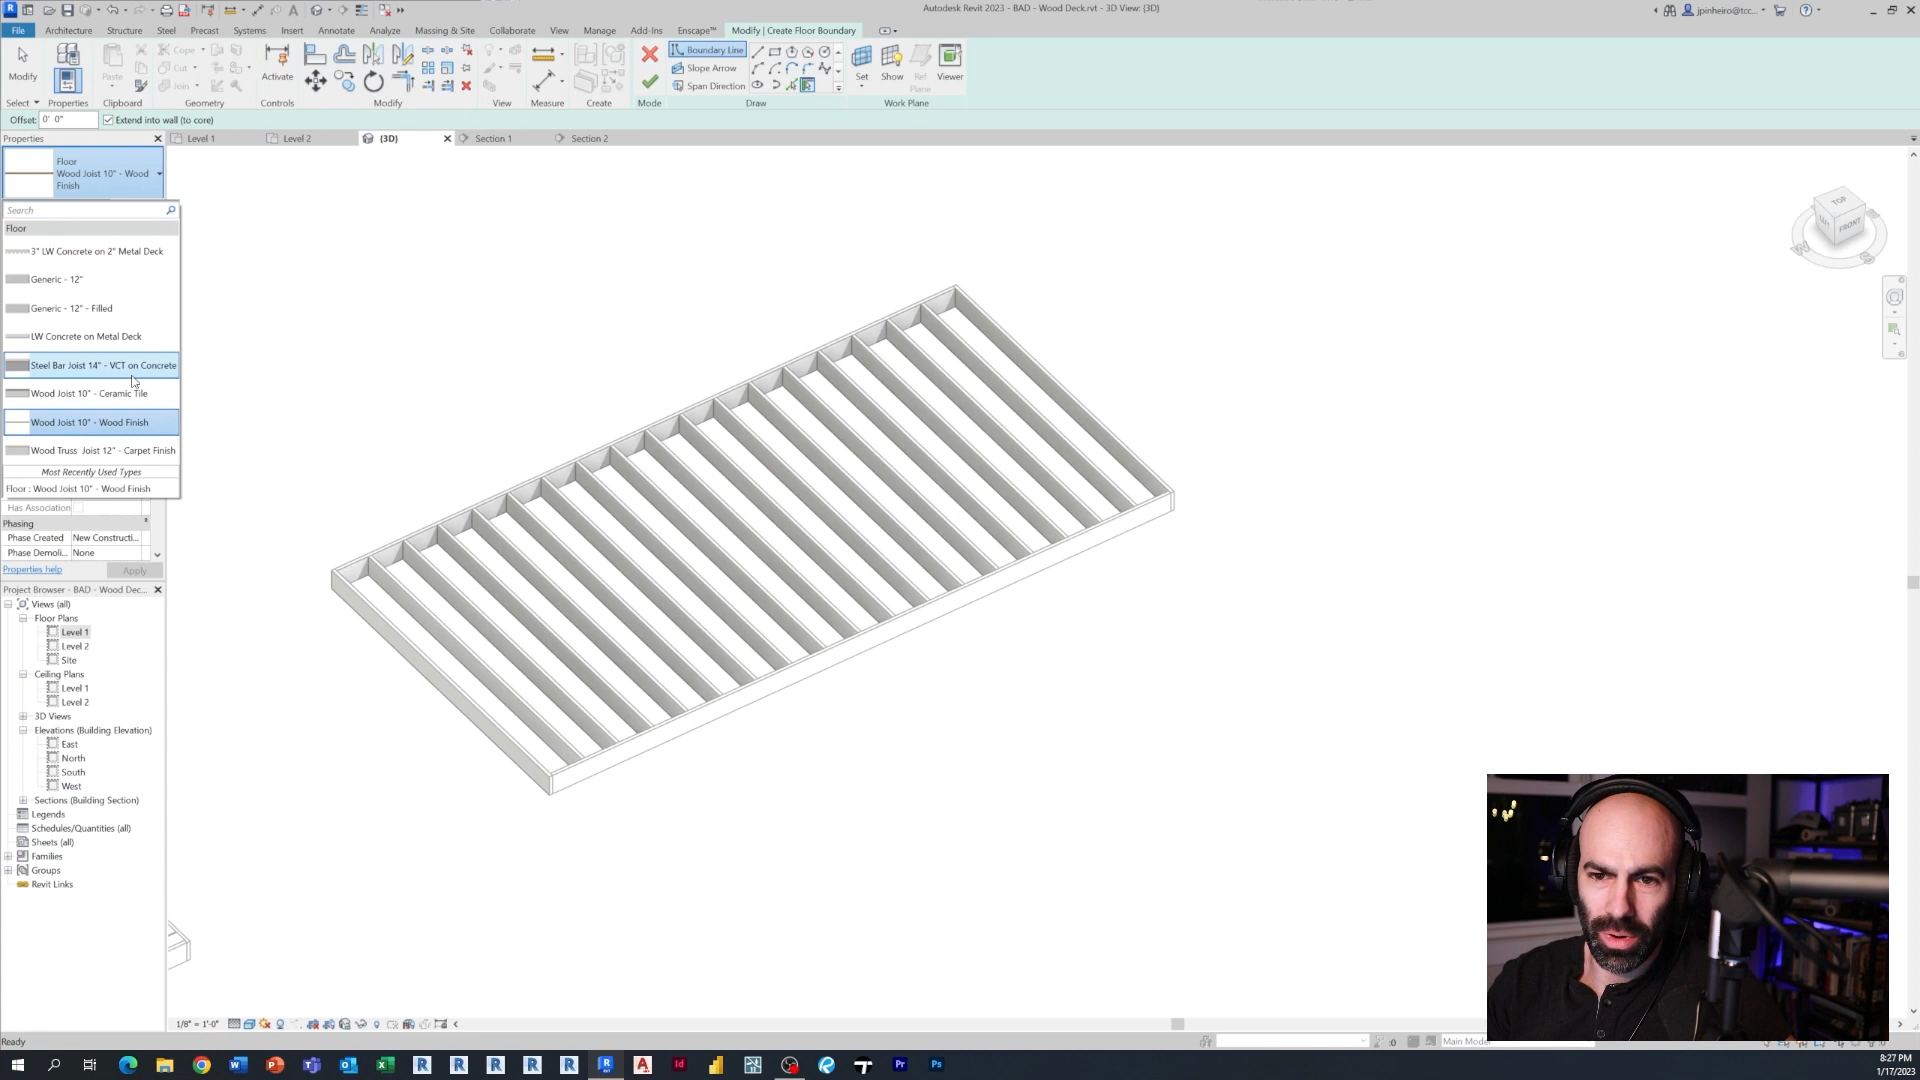 Autodesk Revit 2023 - BAD - Wood Deck.rvt - 3D View: {3D}
jpinheiro@tcc...
File Architecture Structure Steel Precast Systems Insert Annotate Analyze Massing & Site Collaborate View Manage Add-Ins Enscape™ Modify | Create Floor Boundary
Modify
Paste
Cope
Cut
Join
Activate
Boundary Line
Slope Arrow
Span Direction
Set
Show
Ref Plane
Viewer
Select Properties Clipboard Geometry Controls Modify View Measure Create Mode Draw Work Plane
Offset: 0' 0" Extend into wall (to core)
Properties
Level 1 Level 2 {3D} Section 1 Section 2
Floor
Wood Joist 10" - Wood
Finish
Search
Floor
3" LW Concrete on 2" Metal Deck
Generic - 12"
Generic - 12" - Filled
LW Concrete on Metal Deck
Steel Bar Joist 14" - VCT on Concrete
Wood Joist 10" - Ceramic Tile
Wood Joist 10" - Wood Finish
Wood Truss Joist 12" - Carpet Finish
Most Recently Used Types
Floor : Wood Joist 10" - Wood Finish
Has Association
Phasing
Phase Created New Constructi...
Phase Demoli... None
Properties help Apply
Project Browser - BAD - Wood Dec...
Views (all)
Floor Plans
Level 1
Level 2
Site
Ceiling Plans
Level 1
Level 2
3D Views
Elevations (Building Elevation)
East
North
South
West
Sections (Building Section)
Legends
Schedules/Quantities (all)
Sheets (all)
Families
Groups
Revit Links
TOP
FRONT
1/8" = 1'-0"
Ready
:0
Main Model
8:27 PM
1/17/2023